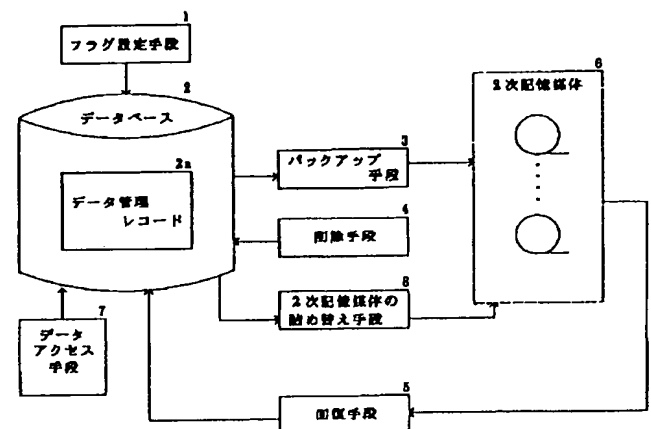 1
フラグ設定手段
2
データベース
2a
データ管理
レコード
3
バックアップ
手段
4
削除手段
8
2次記憶媒体の
詰め替え手段
6
2次記憶媒体
7
データ
アクセス
手段
5
回復手段